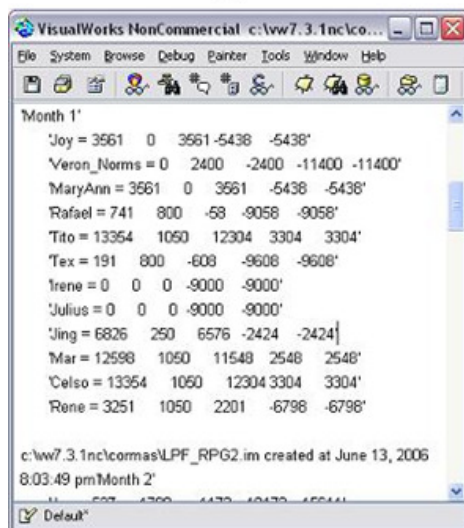 VisualWorks NonCommercial c:\vw7.3.1nc\co...
File System Browse Debug Painter Tools Window Help
'Month 1'
'Joy = 3561 0 3561 -5438 -5438'
'Veron_Norms = 0 2400 -2400 -11400 -11400'
'MaryAnn = 3561 0 3561 -5438 -5438'
'Rafael = 741 800 -58 -9058 -9058'
'Tito = 13354 1050 12304 3304 3304'
'Tex = 191 800 -608 -9608 -9608'
'Irene = 0 0 0 -9000 -9000'
'Julius = 0 0 0 -9000 -9000'
'Jing = 6826 250 6576 -2424 -2424'
'Mar = 12598 1050 11548 2548 2548'
'Celso = 13354 1050 12304 3304 3304'
'Rene = 3251 1050 2201 -6798 -6798'
c:\vw7.3.1nc\cormas\LPF_RPG2.im created at June 13, 2006
8:03:49 pm'Month 2'
Default*